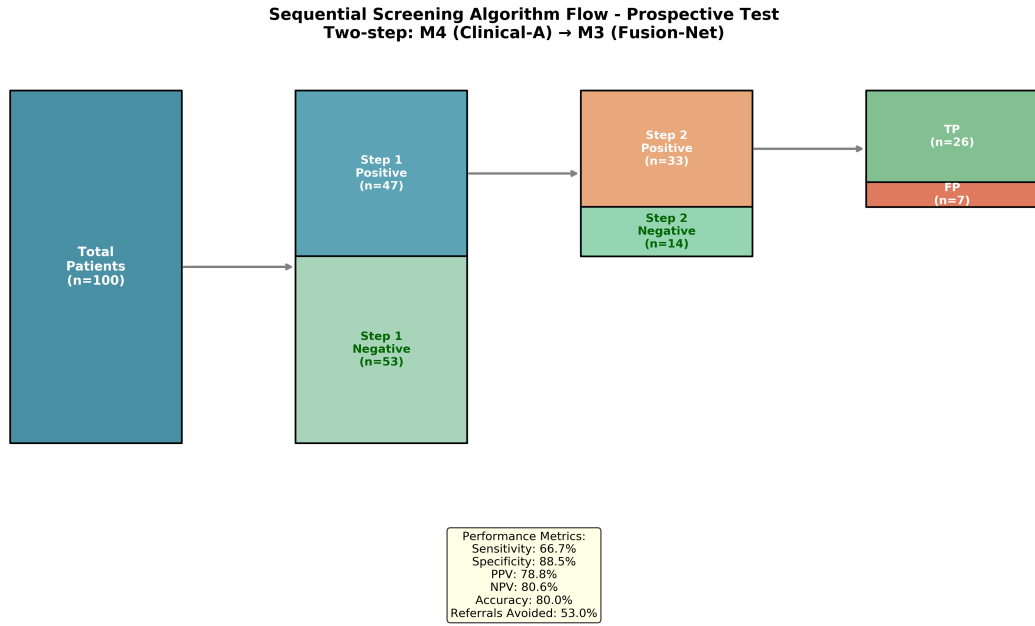 Sequential Screening Algorithm Flow - Prospective Test
Two-step: M4 (Clinical-A) → M3 (Fusion-Net)
Total
Patients
(n=100)
Step 1
Positive
(n=47)
Step 1
Negative
(n=53)
Step 2
Positive
(n=33)
Step 2
Negative
(n=14)
TP
(n=26)
FP
(n=7)
Performance Metrics:
Sensitivity: 66.7%
Specificity: 88.5%
PPV: 78.8%
NPV: 80.6%
Accuracy: 80.0%
Referrals Avoided: 53.0%